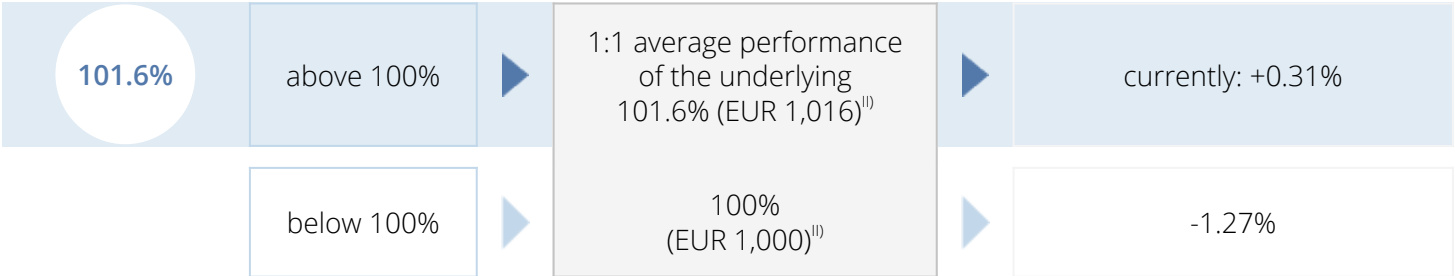 101.6%
above 100%
1:1 average performance
of the underlying
101.6% (EUR 1,016)II)
currently: +0.31%
below 100%
100%
(EUR 1,000)II)
-1.27%